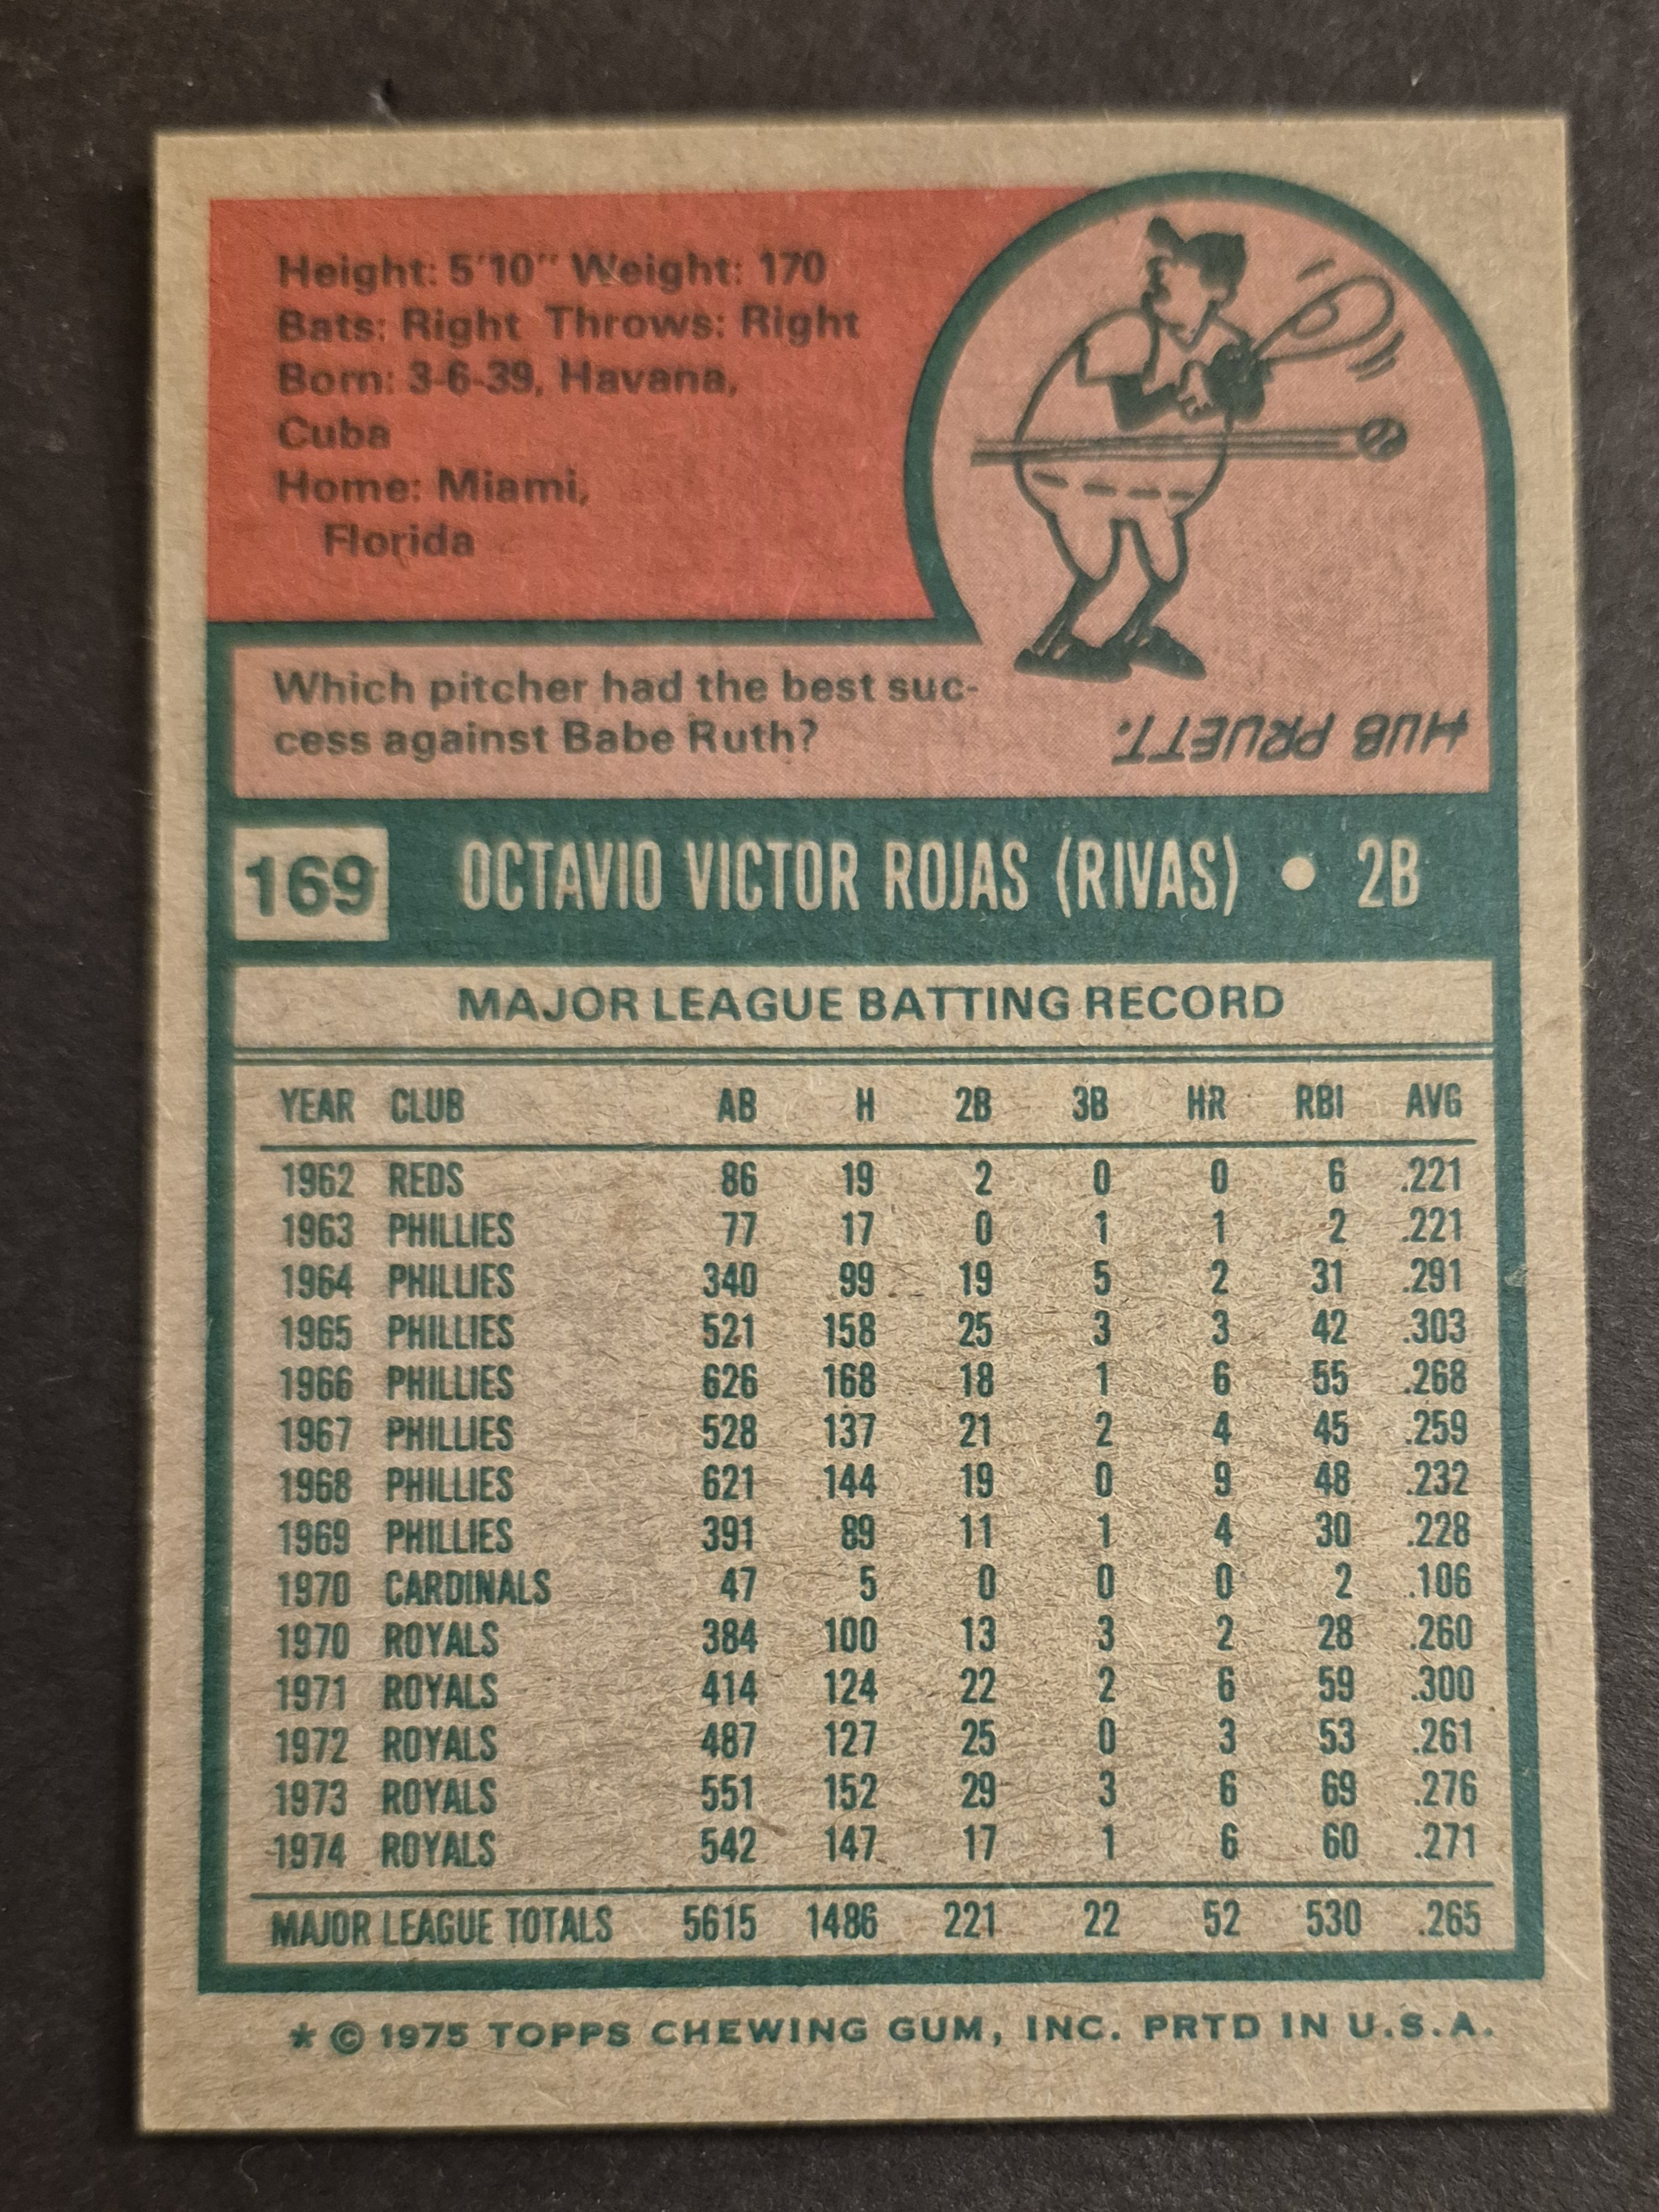 Height: 5'10" Weight: 170
Bats: Right Throws: Right
Born: 3-6-39, Havana,
Cuba
Home: Miami,
Florida
Which pitcher had the best suc-
cess against Babe Ruth?
HUB PRUETT.
169 OCTAVIO VICTOR ROJAS (RIVAS) • 2B
MAJOR LEAGUE BATTING RECORD
YEAR CLUB AB H 2B 3B HR RBI AVG
1962 REDS 86 19 2 0 0 6 .221
1963 PHILLIES 77 17 0 1 1 2 .221
1964 PHILLIES 340 99 19 5 2 31 .291
1965 PHILLIES 521 158 25 3 3 42 .303
1966 PHILLIES 626 168 18 1 6 55 .268
1967 PHILLIES 528 137 21 2 4 45 .259
1968 PHILLIES 621 144 19 0 9 48 .232
1969 PHILLIES 391 89 11 1 4 30 .228
1970 CARDINALS 47 5 0 0 0 2 .106
1970 ROYALS 384 100 13 3 2 28 .260
1971 ROYALS 414 124 22 2 6 59 .300
1972 ROYALS 487 127 25 0 3 53 .261
1973 ROYALS 551 152 29 3 6 69 .276
1974 ROYALS 542 147 17 1 6 60 .271
MAJOR LEAGUE TOTALS 5615 1486 221 22 52 530 .265
* © 1975 TOPPS CHEWING GUM, INC. PRTD IN U.S.A.